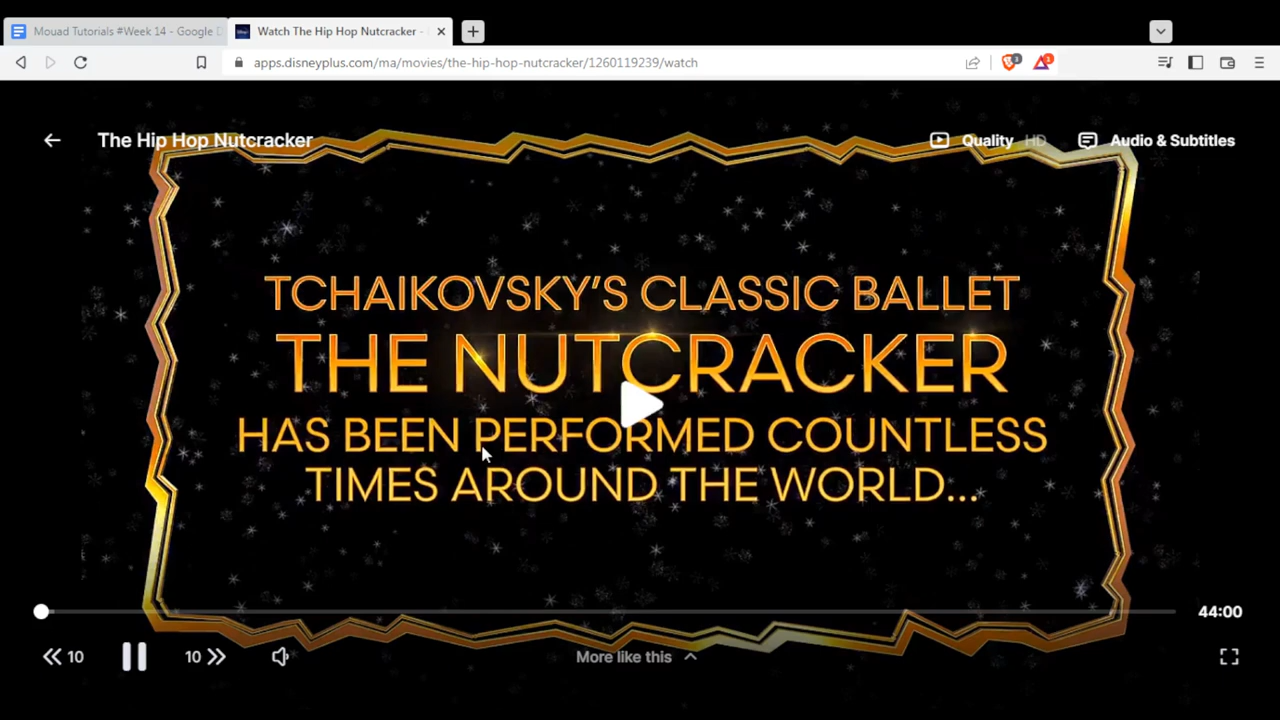 Mouad Tutorials #Week 14 - Google D
Watch The Hip Hop Nutcracker -
apps.disneyplus.com/ma/movies/the-hip-hop-nutcracker/1260119239/watch
1
1
The Hip Hop Nutcracker
Quality HD
Audio & Subtitles
TCHAIKOVSKY'S CLASSIC BALLET
THE NUTCRACKER
HAS BEEN PERFORMED COUNTLESS
TIMES AROUND THE WORLD...
44:00
10
10
More like this